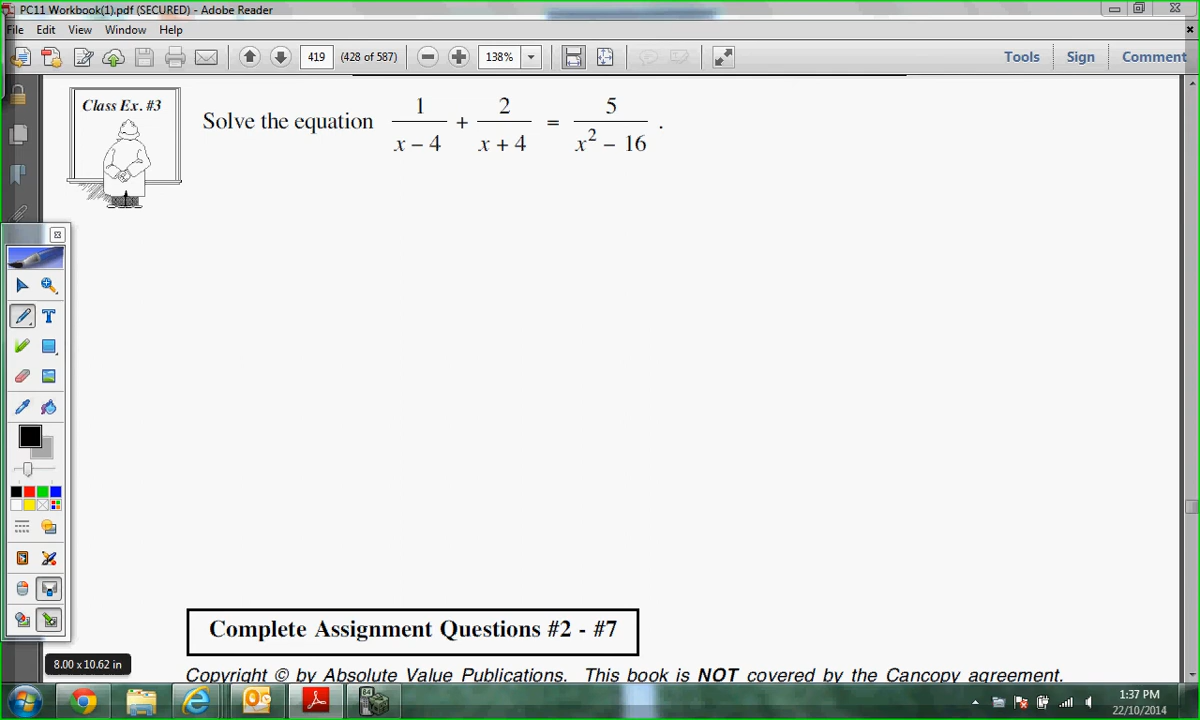 PC11 Workbook(1).pdf (SECURED) - Adobe Reader
File Edit View Window Help
419 (428 of 587) 138% Tools Sign Comment
Class Ex. #3
Solve the equation 1/(x – 4) + 2/(x + 4) = 5/(x² – 16) .
T
8.00 x 10.62 in
Complete Assignment Questions #2 - #7
Copyright © by Absolute Value Publications. This book is NOT covered by the Cancopy agreement.
1:37 PM
22/10/2014